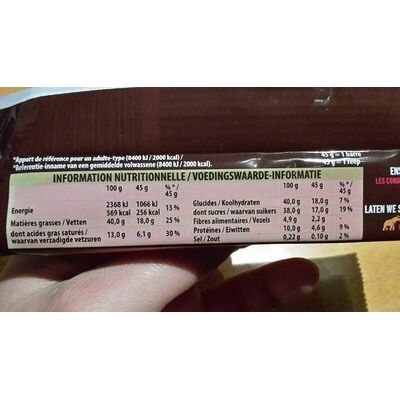 *Apport de référence pour un adulte-type (8400 kJ / 2000 kcal) /
*Referentie-inname van een gemiddelde volwassene (8400 kJ / 2000 kcal).
45 g = 1 barre
45 g = 1 reep
INFORMATION NUTRITIONNELLE / VOEDINGSWAARDE-INFORMATIE
100 g 45 g %* / 45 g
Energie 2368 kJ 1066 kJ
569 kcal 256 kcal 13 %
Matières grasses / Vetten 40,0 g 18,0 g 25 %
dont acides gras saturés /
waarvan verzadigde vetzuren 13,0 g 6,1 g 30 %
100 g 45 g %* / 45 g
Glucides / Koolhydraten 40,0 g 18,0 g 7 %
dont sucres / waarvan suikers 38,0 g 17,0 g 19 %
Fibres alimentaires / Vezels 4,9 g 2,2 g -
Protéines / Eiwitten 10,0 g 4,6 g 9 %
Sel / Zout 0,22 g 0,10 g 2 %
ENS
LES CONS
LATEN WE S